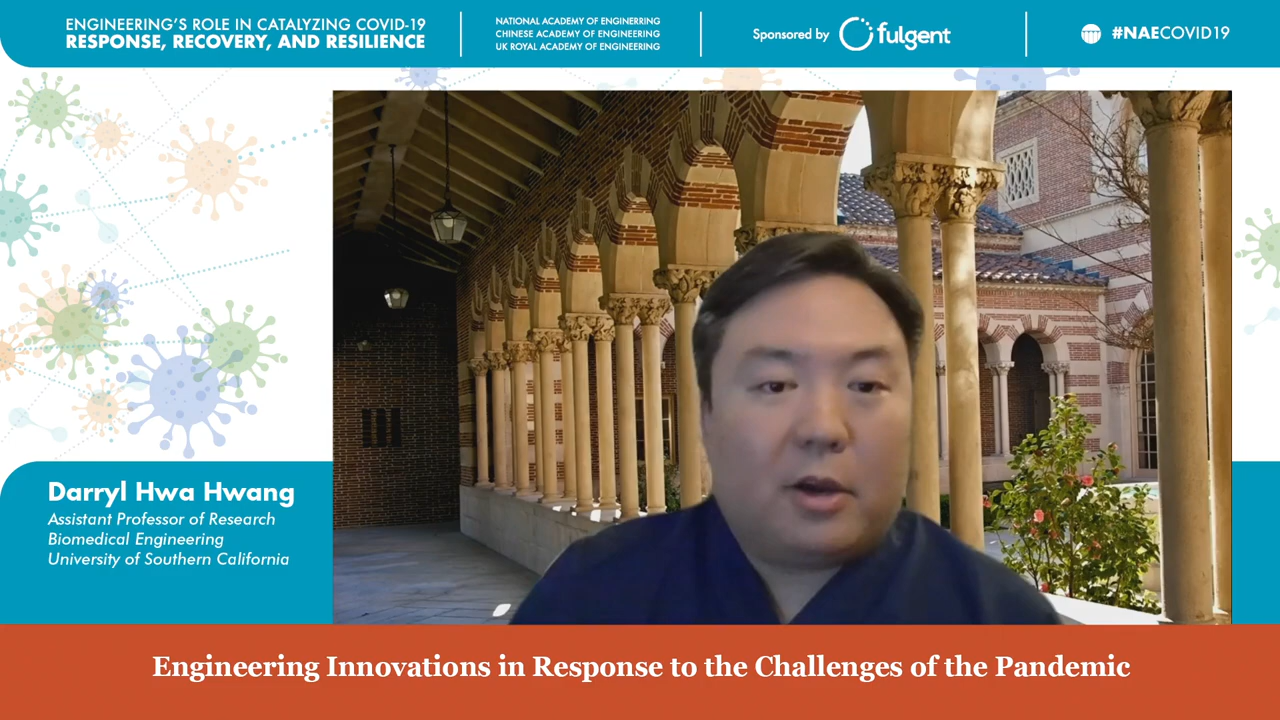 ENGINEERING'S ROLE IN CATALYZING COVID-19
RESPONSE, RECOVERY, AND RESILIENCE
NATIONAL ACADEMY OF ENGINERRING
CHINESE ACADEMY OF ENGINEERING
UK ROYAL ACADEMY OF ENGINEERING
Sponsored by fulgent
#NAECOVID19
Darryl Hwa Hwang
Assistant Professor of Research
Biomedical Engineering
University of Southern California
Engineering Innovations in Response to the Challenges of the Pandemic